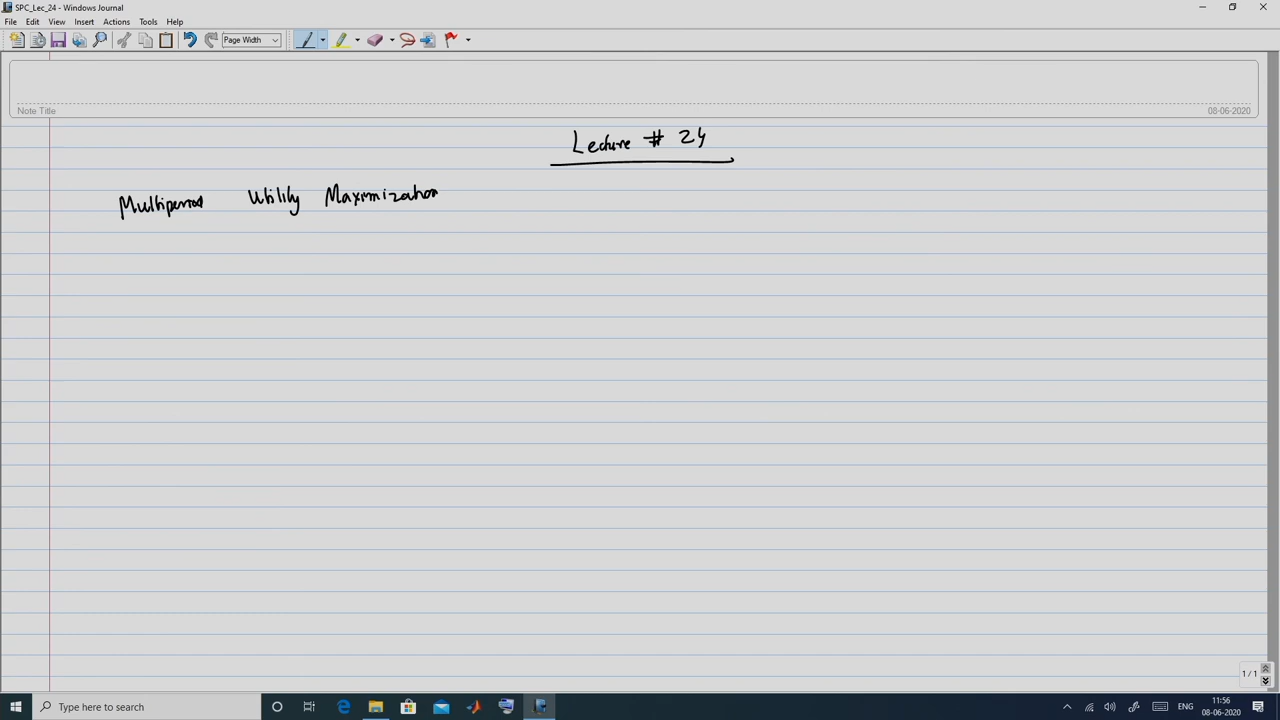 SPC_Lec_24 - Windows Journal
File Edit View Insert Actions Tools Help
Page Width
Note Title
08-06-2020
Lecture # 24
Multiperiod Utility Maximization
1 / 1
Type here to search
ENG
11:56
08-06-2020